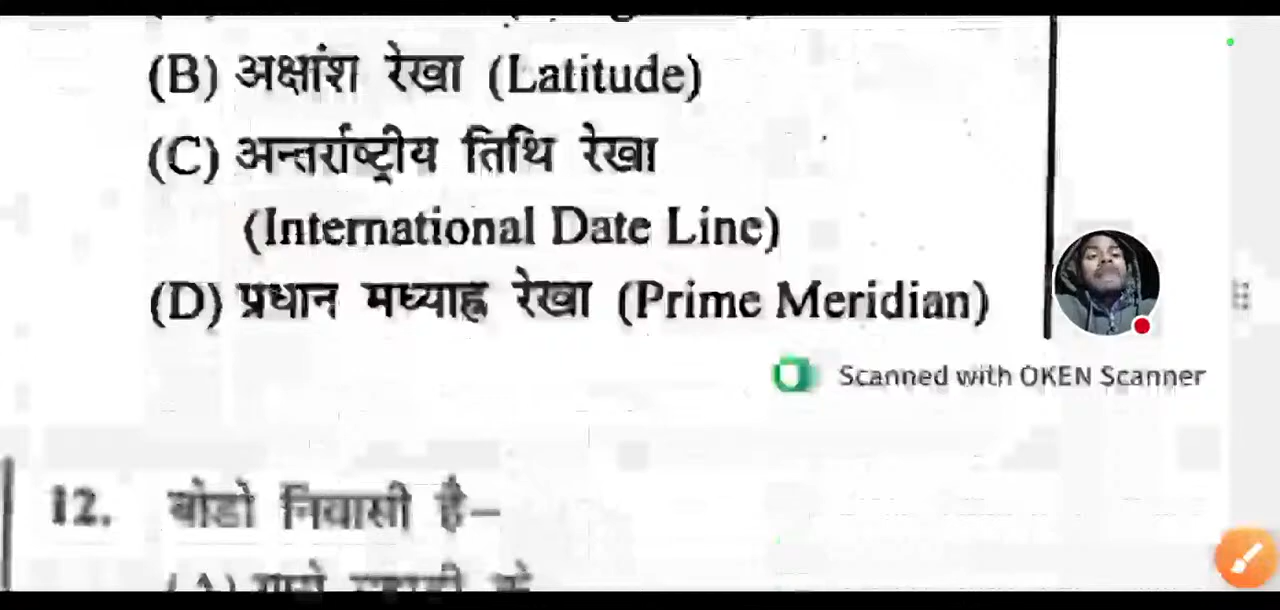 (B) अक्षांश रेखा (Latitude)
(C) अन्तर्राष्ट्रीय तिथि रेखा
(International Date Line)
(D) प्रधान मध्याह्न रेखा (Prime Meridian)
Scanned with OKEN Scanner
12. बोडो निवासी है–
(A)